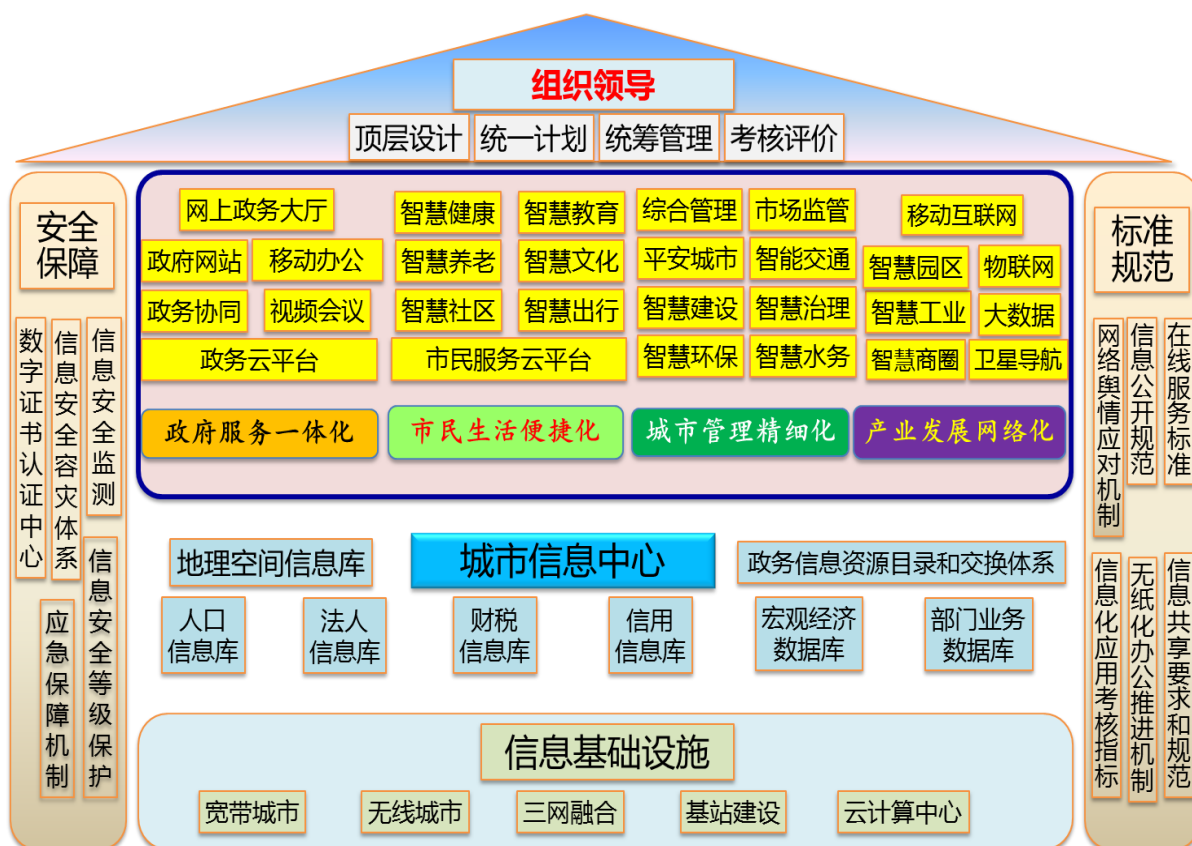 组织领导
顶层设计
统一计划
统筹管理
考核评价
安全
保障
数字证书认证中心
信息安全容灾体系
信息安全监测
应急保障机制
信息安全等级保护
网上政务大厅
政府网站
移动办公
政务协同
视频会议
政务云平台
政府服务一体化
智慧健康
智慧教育
智慧养老
智慧文化
智慧社区
智慧出行
市民服务云平台
市民生活便捷化
综合管理
市场监管
平安城市
智能交通
智慧建设
智慧治理
智慧环保
智慧水务
城市管理精细化
移动互联网
智慧园区
物联网
智慧工业
大数据
智慧商圈
卫星导航
产业发展网络化
地理空间信息库
城市信息中心
政务信息资源目录和交换体系
人口
信息库
法人
信息库
财税
信息库
信用
信息库
宏观经济
数据库
部门业务
数据库
信息基础设施
宽带城市
无线城市
三网融合
基站建设
云计算中心
标准
规范
网络舆情应对机制
信息公开规范
在线服务标准
信息化应用考核指标
无纸化办公推进机制
信息共享要求和规范